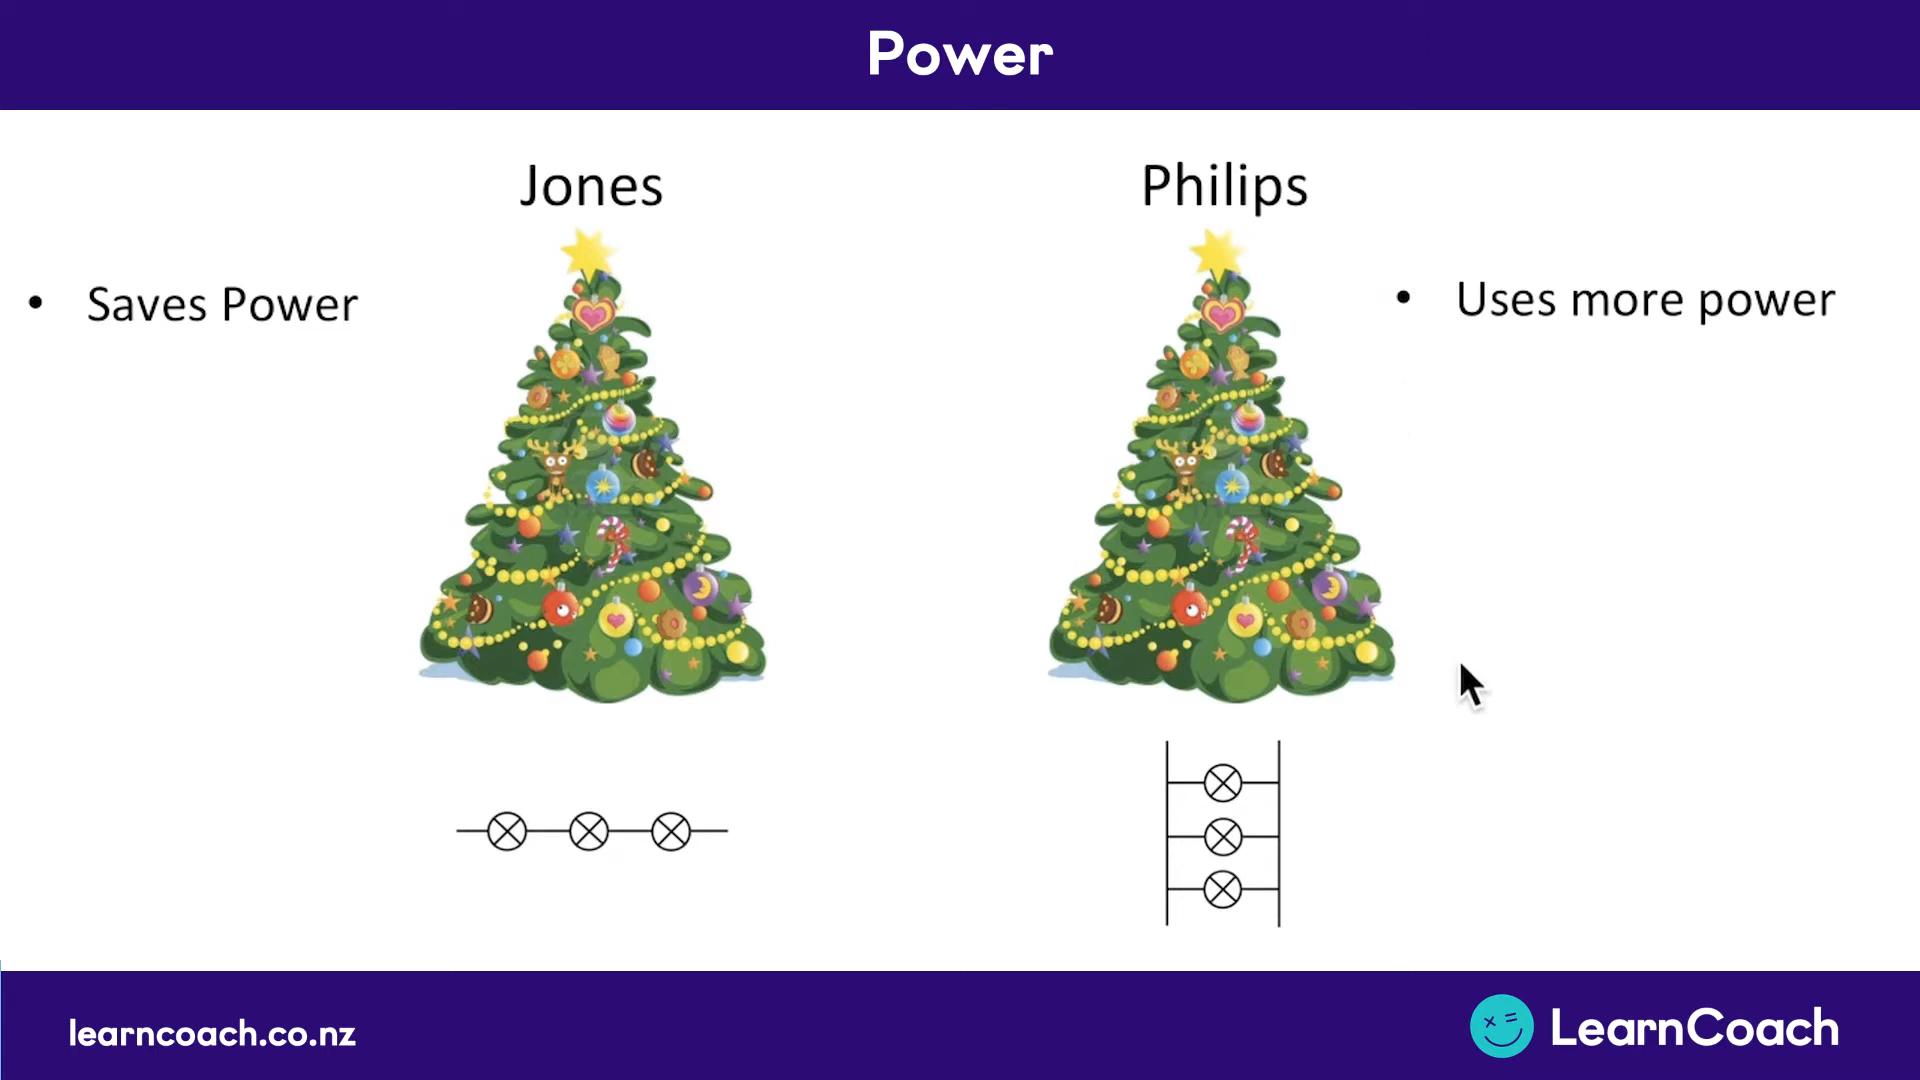 Power
Jones
Philips
• Saves Power
• Uses more power
learncoach.co.nz
LearnCoach